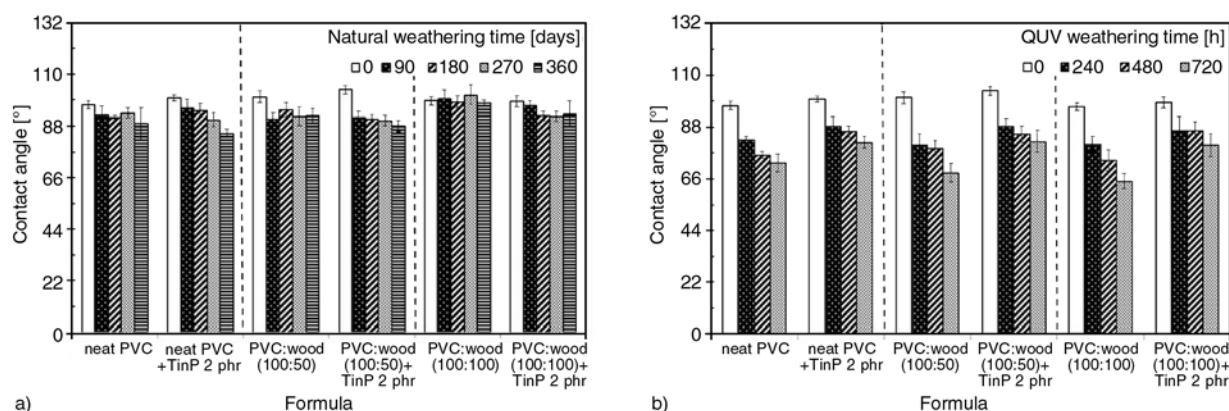 132
110
88
66
44
22
0
Contact angle [°]
Natural weathering time [days]
0 90 180 270 360
neat PVC
neat PVC
+TinP 2 phr
PVC:wood
(100:50)
PVC:wood
(100:50)+
TinP 2 phr
PVC:wood
(100:100)
PVC:wood
(100:100)+
TinP 2 phr
a)
Formula
132
110
88
66
44
22
0
Contact angle [°]
QUV weathering time [h]
0 240 480 720
neat PVC
neat PVC
+TinP 2 phr
PVC:wood
(100:50)
PVC:wood
(100:50)+
TinP 2 phr
PVC:wood
(100:100)
PVC:wood
(100:100)+
TinP 2 phr
b)
Formula